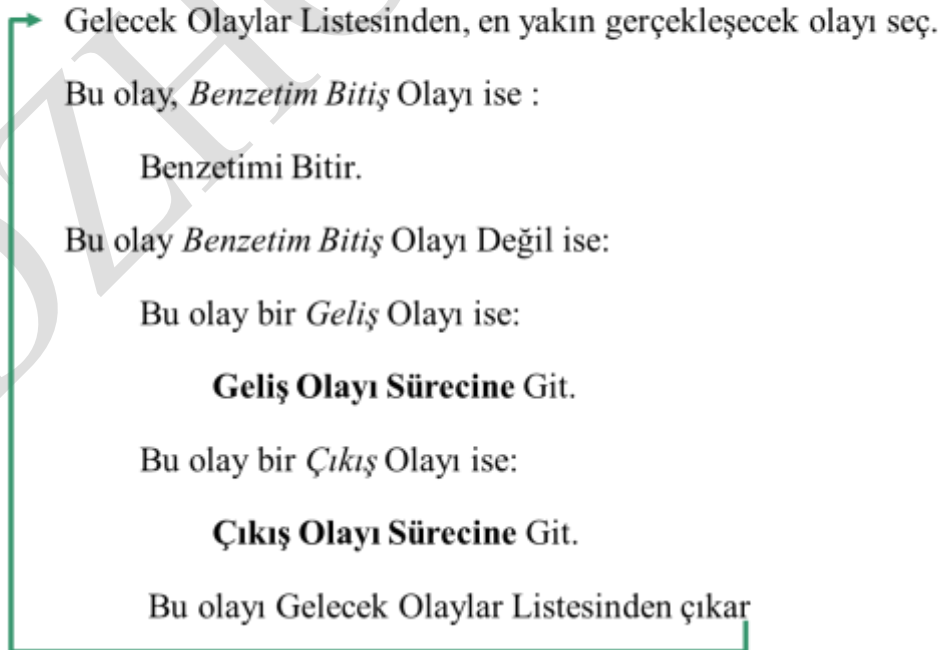 Gelecek Olaylar Listesinden, en yakın gerçekleşecek olayı seç.
Bu olay, Benzetim Bitiş Olayı ise :
Benzetimi Bitir.
Bu olay Benzetim Bitiş Olayı Değil ise:
Bu olay bir Geliş Olayı ise:
Geliş Olayı Sürecine Git.
Bu olay bir Çıkış Olayı ise:
Çıkış Olayı Sürecine Git.
Bu olayı Gelecek Olaylar Listesinden çıkar